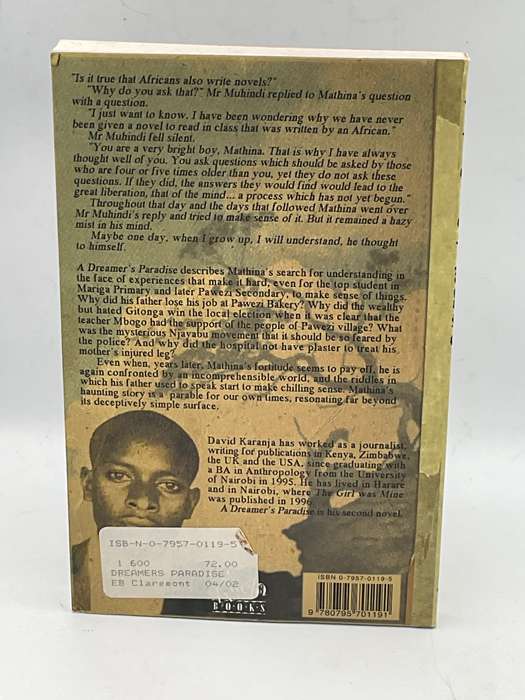 "Is it true that Africans also write novels?"
"Why do you ask that?" Mr Muhindi replied to Mathina's question
with a question.
"I just want to know. I have been wondering why we have never
been given a novel to read in class that was written by an African."
Mr Muhindi fell silent.
"You are a very bright boy, Mathina. That is why I have always
thought well of you. You ask questions which should be asked by those
who are four or five times older than you, yet they do not ask these
questions. If they did, the answers they would find would lead to the
great liberation, that of the mind... a process which has not yet begun."
Throughout that day and the days that followed Mathina went over
Mr Muhindi's reply and tried to make sense of it. But it remained a hazy
mist in his mind.
Maybe one day, when I grow up, I will understand, he thought
to himself.
A Dreamer's Paradise describes Mathina's search for understanding in
the face of experiences that make it hard, even for the top student in
Mariga Primary and later Pawezi Secondary, to make sense of things.
Why did his father lose his job at Pawezi Bakery? Why did the wealthy
but hated Gitonga win the local election when it was clear that the
teacher Mbogo had the support of the people of Pawezi village? What
was the mysterious Njavabu movement that it should be so feared by
the police? And why did the hospital not have plaster to treat his
mother's injured leg?
Even when, years later, Mathina's fortitude seems to pay off, he is
again confronted by an incomprehensible world, and the riddles in
which his father used to speak start to make chilling sense. Mathina's
haunting story is a parable for our own times, resonating far beyond
its deceptively simple surface.
David Karanja has worked as a journalist,
writing for publications in Kenya, Zimbabwe,
the UK and the USA, since graduating with
a BA in Anthropology from the University
of Nairobi in 1995. He has lived in Harare
and in Nairobi, where The Girl was Mine
was published in 1996.
A Dreamer's Paradise is his second novel.
ISB-N-0-7957-0119-5
1 600 72.00
DREAMERS PARADISE
EB Claremont 04/02
BOOKS
ISBN 0-7957-0119-5
9 780795 701191